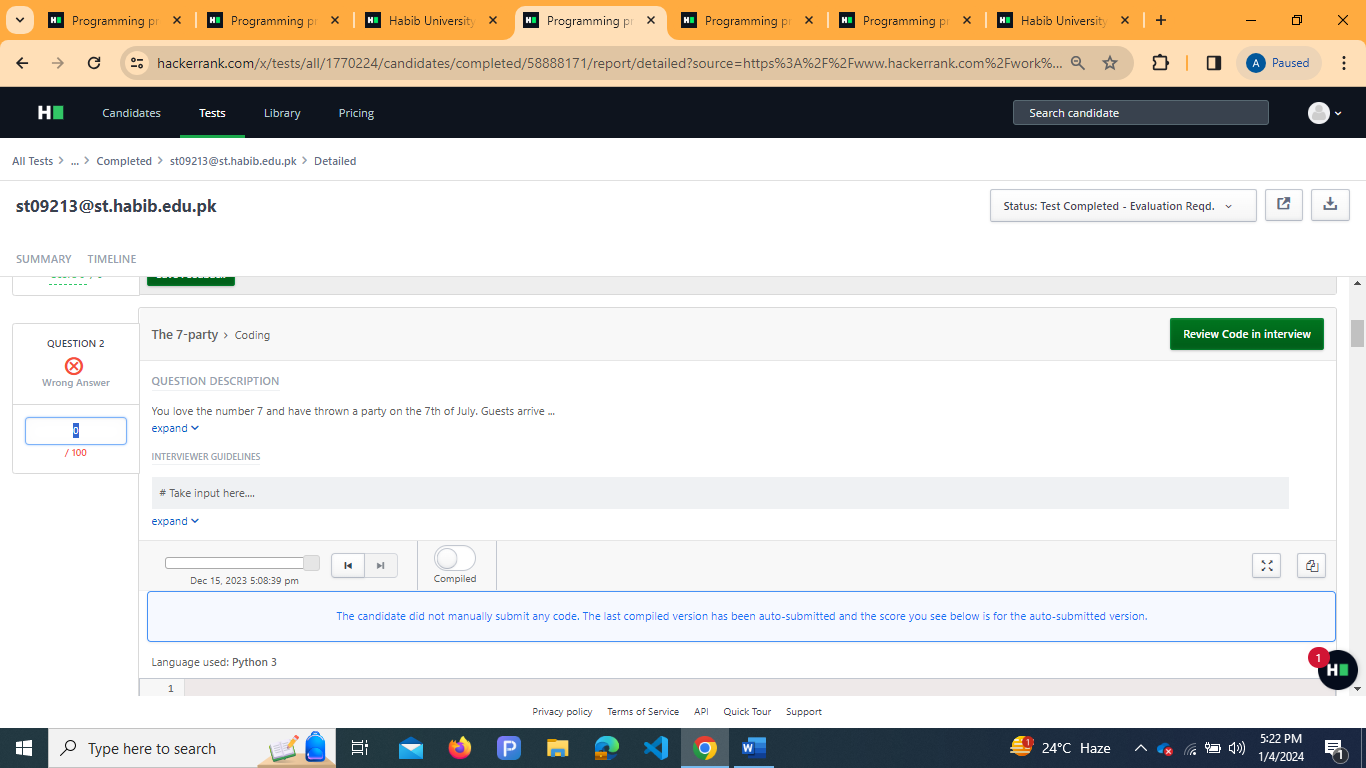 Programming pr
Programming pr
Habib University
Programming pr
Programming pr
Programming pr
Habib University
hackerrank.com/x/tests/all/1770224/candidates/completed/58888171/report/detailed?source=https%3A%2F%2Fwww.hackerrank.com%2Fwork%...
A Paused
H
Candidates
Tests
Library
Pricing
Search candidate
All Tests > ... > Completed > st09213@st.habib.edu.pk > Detailed
st09213@st.habib.edu.pk
Status: Test Completed - Evaluation Reqd.
SUMMARY
TIMELINE
The 7-party › Coding
Review Code in interview
QUESTION 2
Wrong Answer
0
/ 100
QUESTION DESCRIPTION
You love the number 7 and have thrown a party on the 7th of July. Guests arrive ...
expand
INTERVIEWER GUIDELINES
# Take input here....
expand
Dec 15, 2023 5:08:39 pm
Compiled
The candidate did not manually submit any code. The last compiled version has been auto-submitted and the score you see below is for the auto-submitted version.
Language used: Python 3
1
1
H
Privacy policy
Terms of Service
API
Quick Tour
Support
Type here to search
1
24°C Haze
5:22 PM
1/4/2024
1